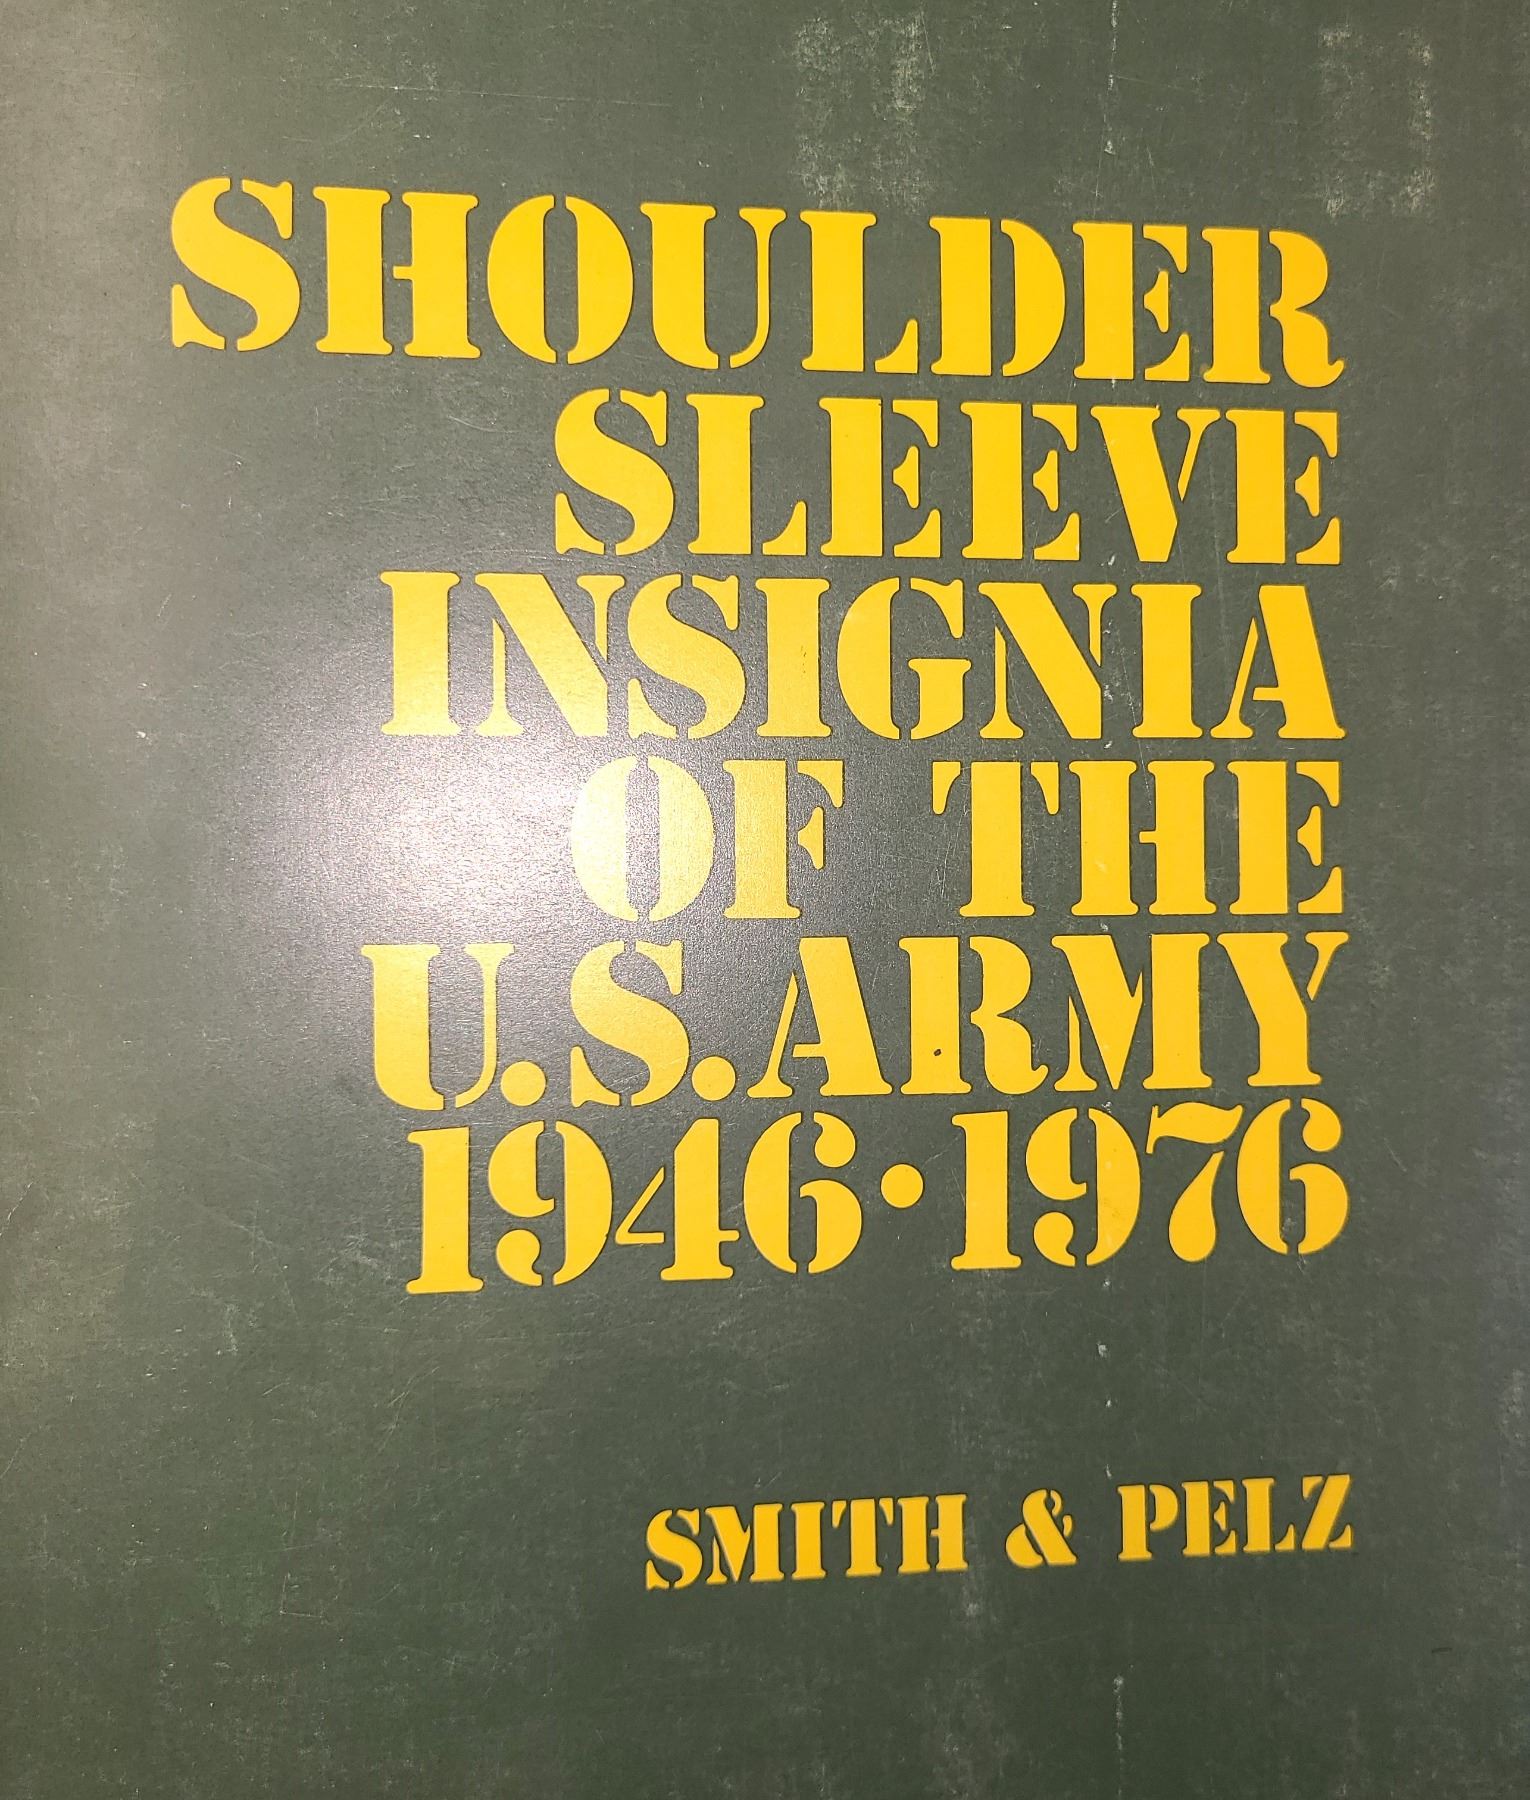 SHOULDER
SLEEVE
INSIGNIA
OF THE
U.S. ARMY
1946·1976
SMITH & PELZ